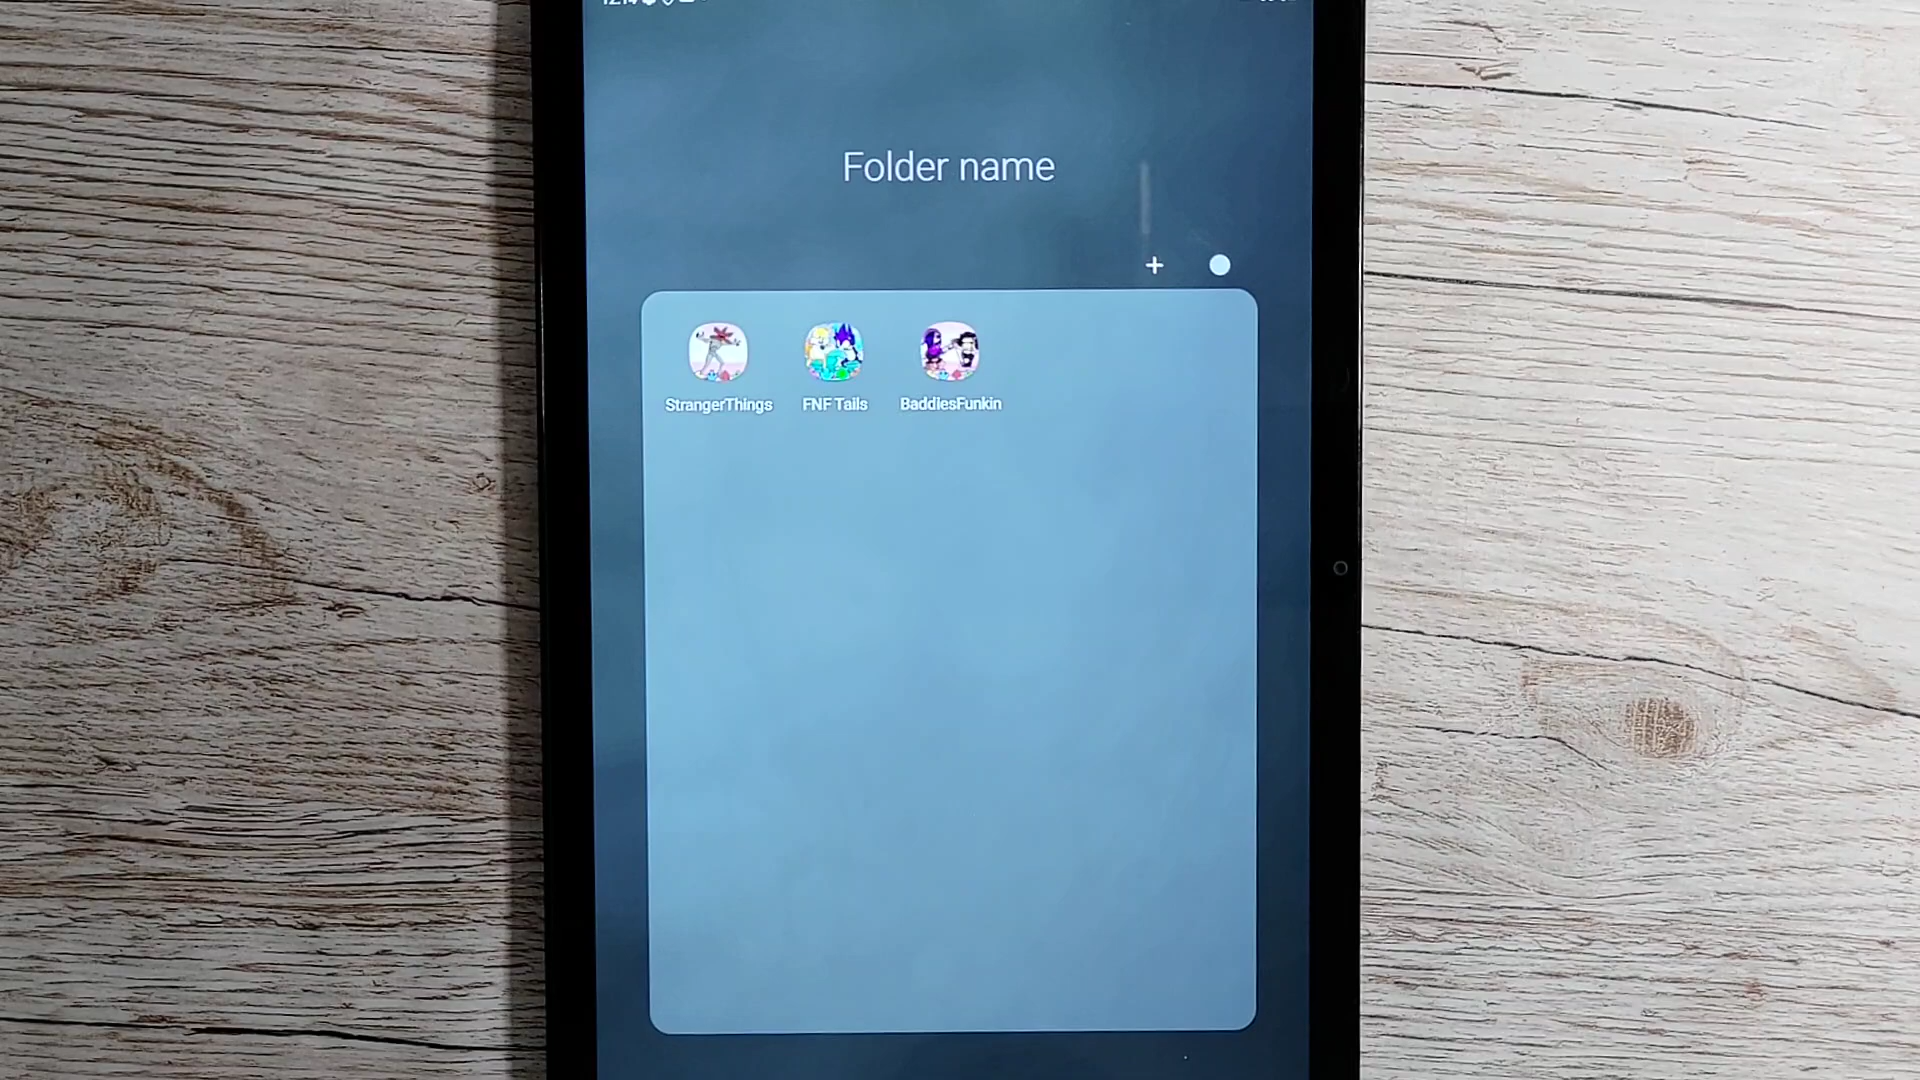 Folder name
StrangerThings
FNF Tails
BaddiesFunkin